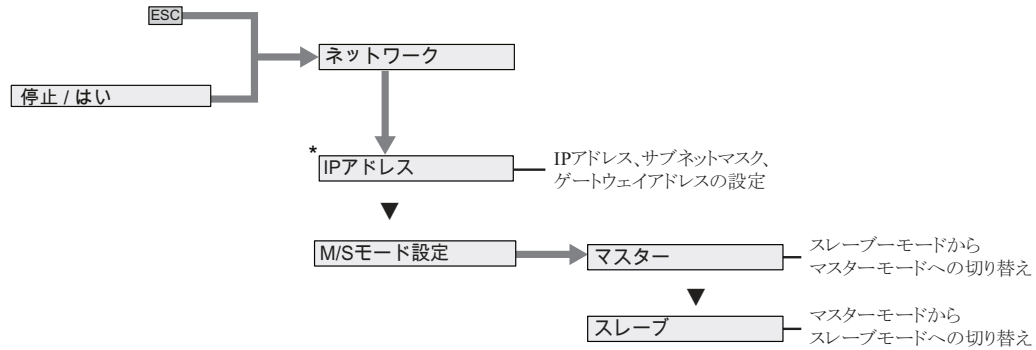 ESC
ネットワーク
停止 / はい
*
IPアドレス
IPアドレス、サブネットマスク、
ゲートウェイアドレスの設定
M/Sモード設定
マスター
スレーブーモードから
マスターモードへの切り替え
スレーブ
マスターモードから
スレーブモードへの切り替え